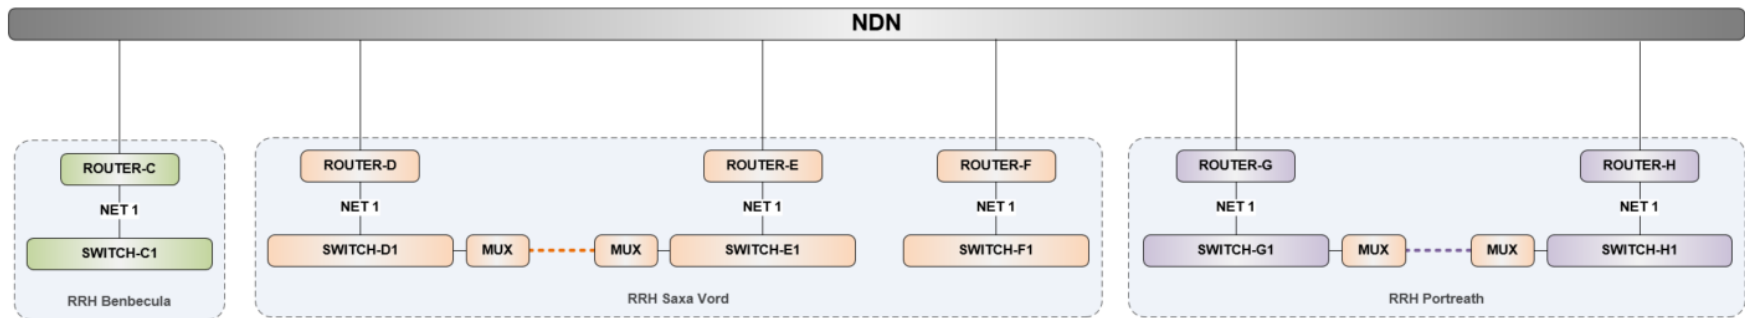 NDN
ROUTER-C
NET 1
SWITCH-C1
RRH Benbecula
ROUTER-D
ROUTER-E
ROUTER-F
NET 1
NET 1
NET 1
SWITCH-D1
MUX
MUX
SWITCH-E1
SWITCH-F1
RRH Saxa Vord
ROUTER-G
ROUTER-H
NET 1
NET 1
SWITCH-G1
MUX
MUX
SWITCH-H1
RRH Portreath